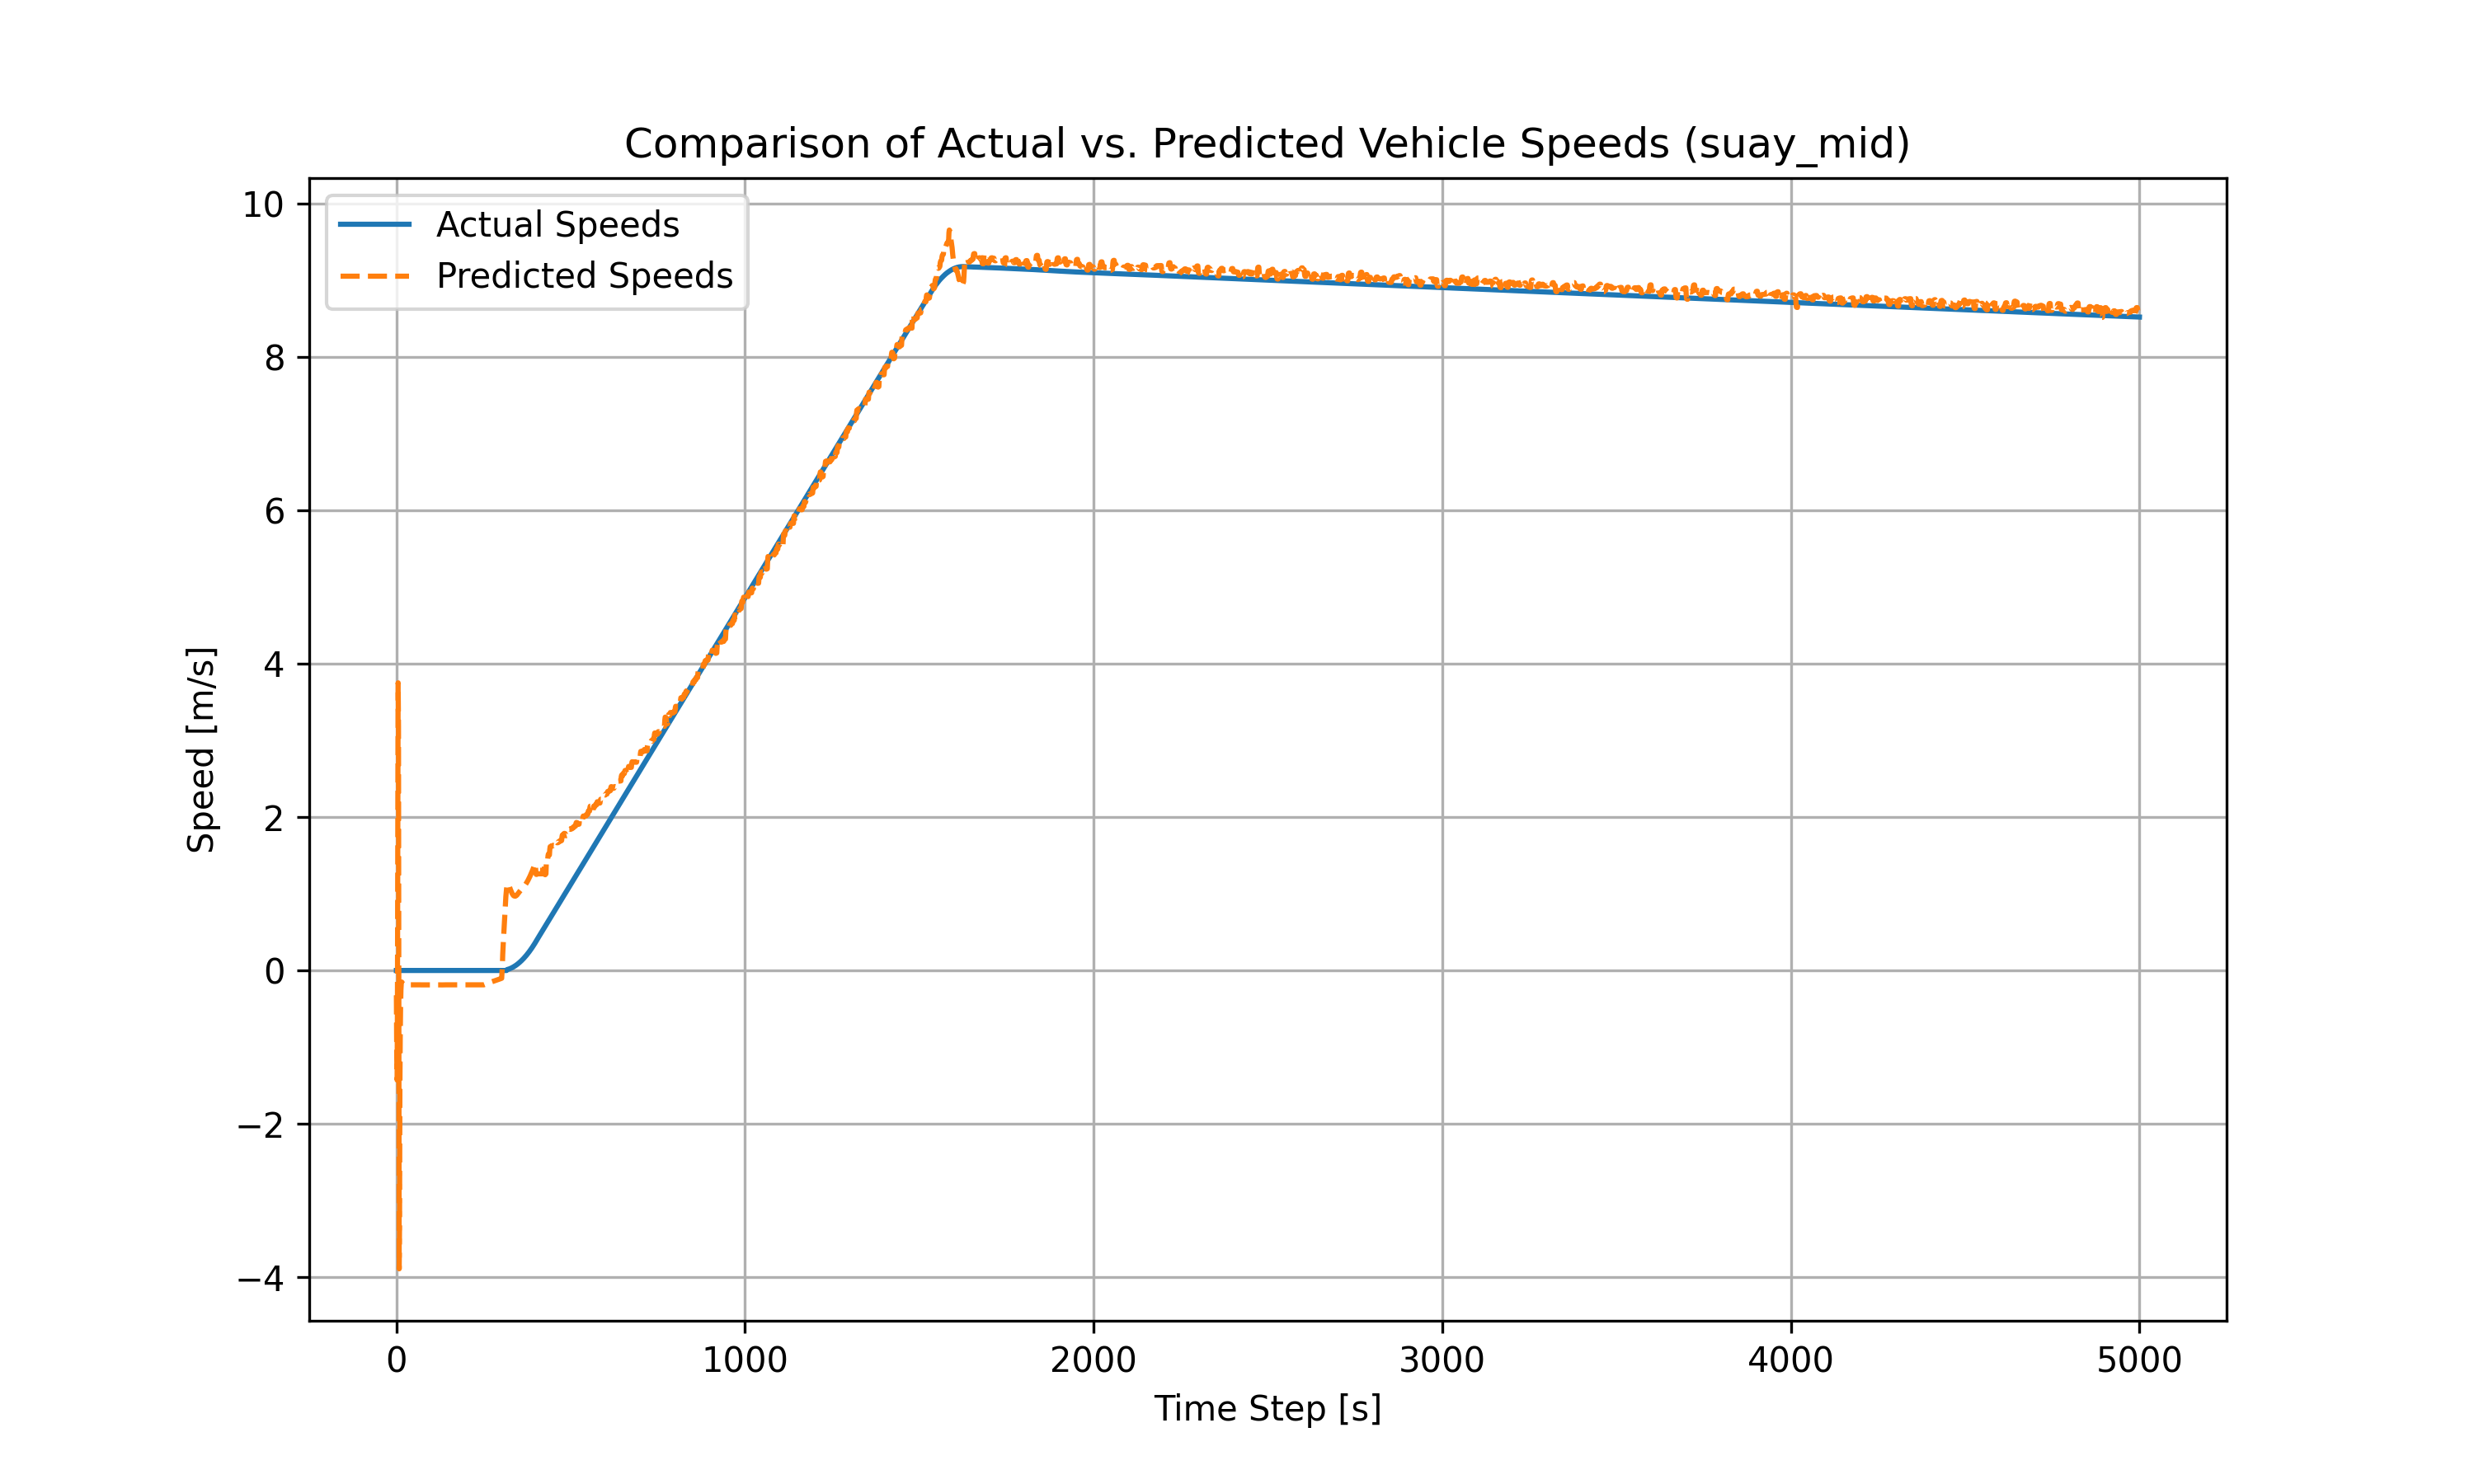 Comparison of Actual vs. Predicted Vehicle Speeds (suay_mid)
Actual Speeds
Predicted Speeds
Speed [m/s]
10
8
6
4
2
0
−2
−4
0 1000 2000 3000 4000 5000
Time Step [s]